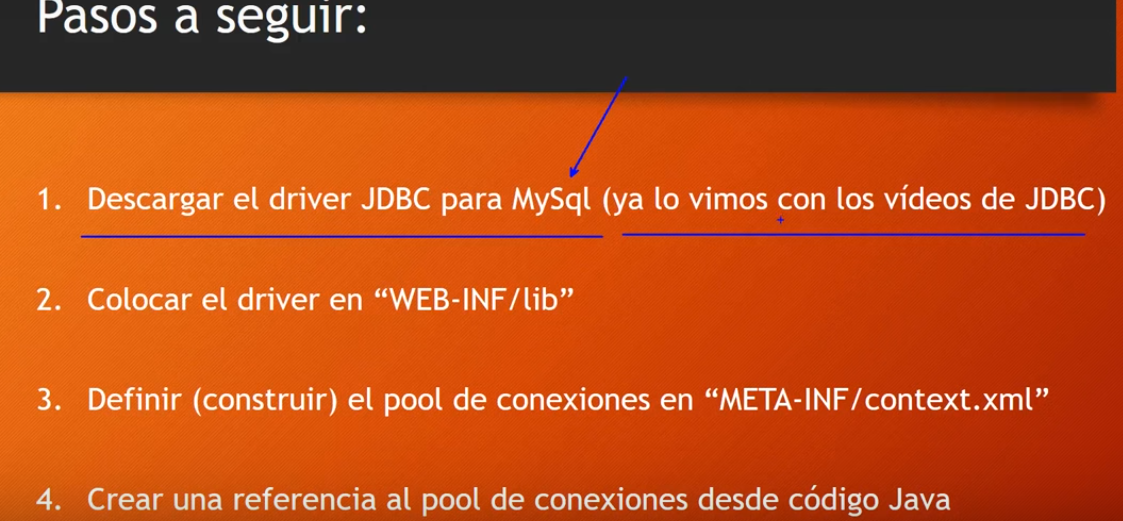 Pasos a seguir:
1. Descargar el driver JDBC para MySql (ya lo vimos con los vídeos de JDBC)
2. Colocar el driver en “WEB-INF/lib”
3. Definir (construir) el pool de conexiones en “META-INF/context.xml”
4. Crear una referencia al pool de conexiones desde código Java